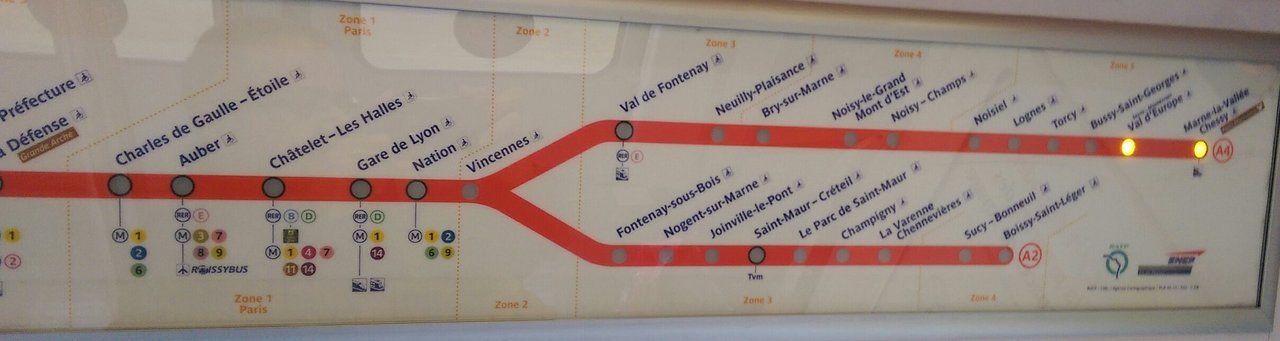 Zone 1
Paris
Zone 2
Zone 3
Zone 4
Zone 5
Préfecture
Défense
Grande Arche
Charles de Gaulle – Étoile
Auber
Châtelet – Les Halles
Gare de Lyon
Nation
Vincennes
Val de Fontenay
Neuilly-Plaisance
Bry-sur-Marne
Noisy-le-Grand
Mont d'Est
Noisy – Champs
Noisiel
Lognes
Torcy
Bussy-Saint-Georges
Val d'Europe
Marne-la-Vallée
Chessy
A4
RER E
Fontenay-sous-Bois
Nogent-sur-Marne
Joinville-le-Pont
Saint-Maur – Créteil
Le Parc de Saint-Maur
Champigny
La Varenne
Chennevières
Sucy – Bonneuil
Boissy-Saint-Léger
A2
Tvm
1
2
M 1
2
6
RER E
M 3 7
8 9
ROISSYBUS
RER B D
M 1 4 7
11 14
RER D
M 1
14
M 1 2
6 9
RATP
SNCF
Zone 1
Paris
Zone 2
Zone 3
Zone 4